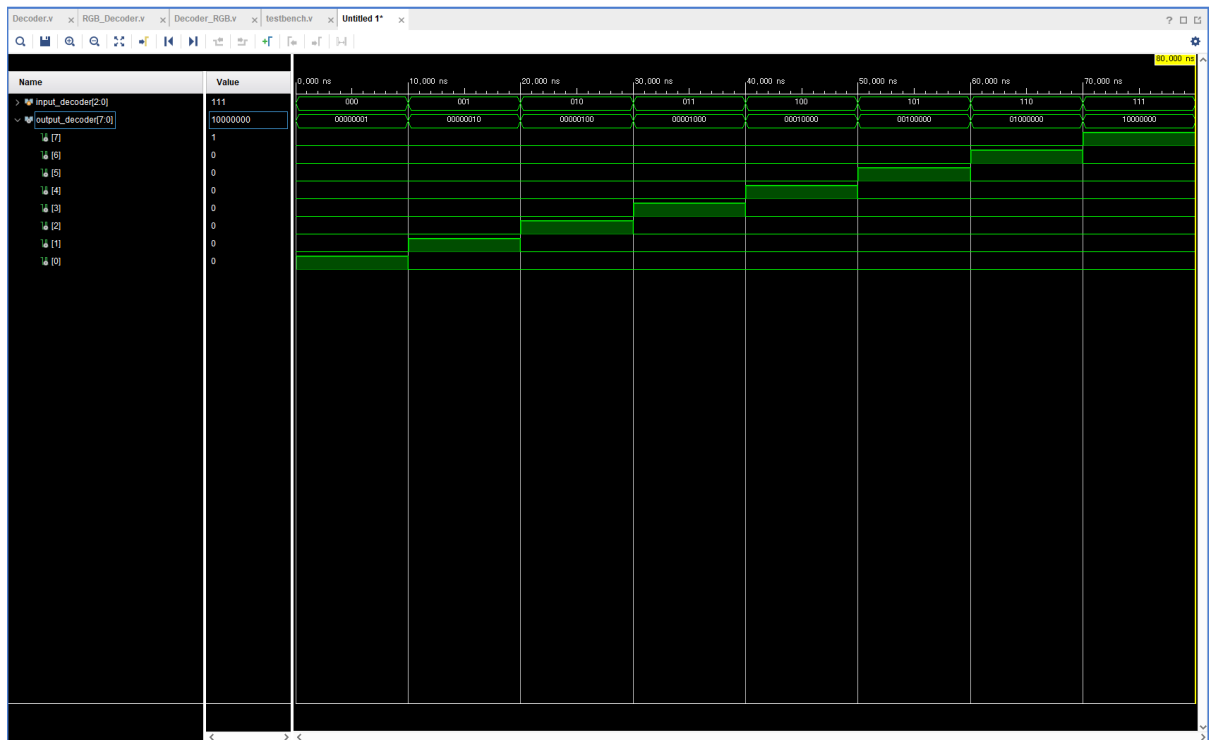 Decoder.v x RGB_Decoder.v x Decoder_RGB.v x testbench.v x Untitled 1* x ?
80,000 ns
Name Value 0,000 ns 10,000 ns 20,000 ns 30,000 ns 40,000 ns 50,000 ns 60,000 ns 70,000 ns
input_decoder[2:0] 111 000 001 010 011 100 101 110 111
output_decoder[7:0] 10000000 00000001 00000010 00000100 00001000 00010000 00100000 01000000 10000000
[7] 1
[6] 0
[5] 0
[4] 0
[3] 0
[2] 0
[1] 0
[0] 0